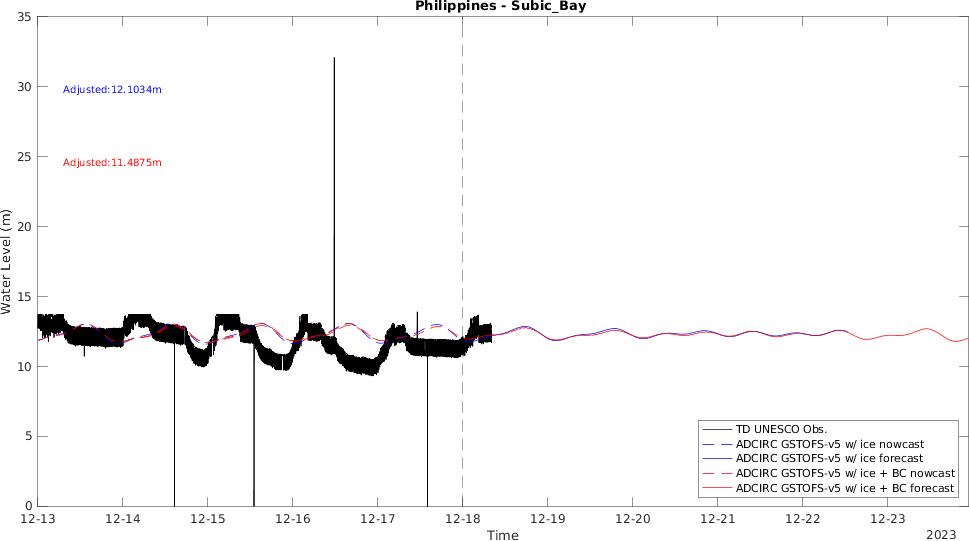 Philippines - Subic_Bay
35
30
25
20
15
10
5
0
Water Level (m)
Adjusted:12.1034m
Adjusted:11.4875m
TD UNESCO Obs.
ADCIRC GSTOFS-v5 w/ ice nowcast
ADCIRC GSTOFS-v5 w/ ice forecast
ADCIRC GSTOFS-v5 w/ ice + BC nowcast
ADCIRC GSTOFS-v5 w/ ice + BC forecast
12-13 12-14 12-15 12-16 12-17 12-18 12-19 12-20 12-21 12-22 12-23
Time
2023